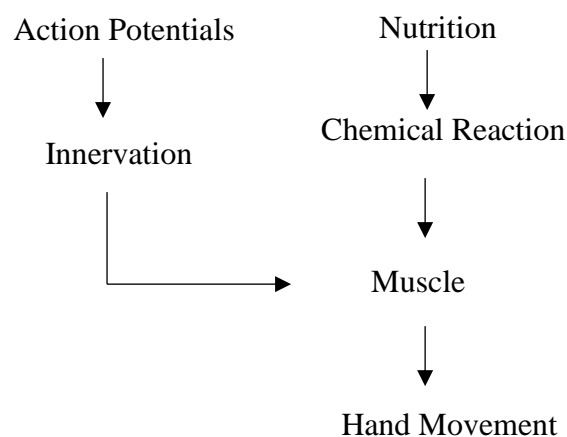 Action Potentials
Nutrition
Chemical Reaction
Innervation
Muscle
Hand Movement